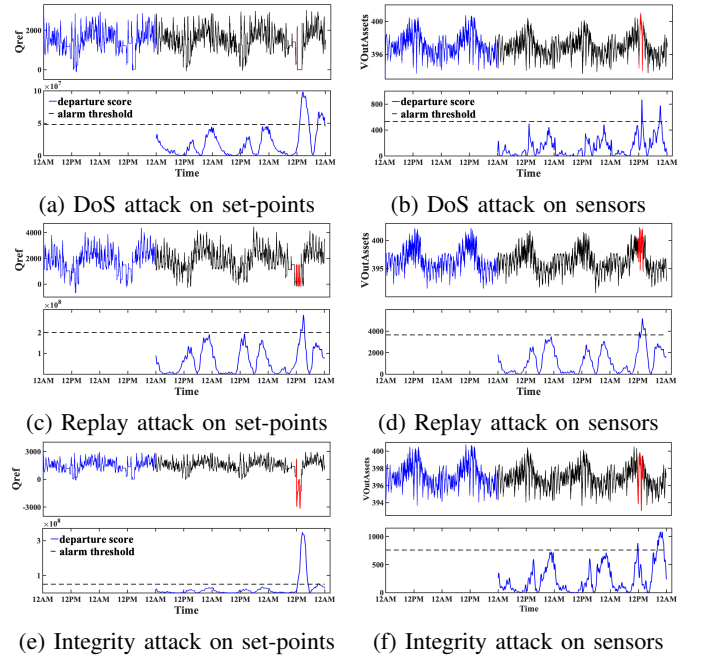 Qref
2000
0
×10⁷
10
5
0
departure score
alarm threshold
12AM 12PM 12AM 12PM 12AM 12PM 12AM 12PM 12AM 12PM 12AM
Time
(a) DoS attack on set-points
VOutAssets
400
396
800
400
0
departure score
alarm threshold
12AM 12PM 12AM 12PM 12AM 12PM 12AM 12PM 12AM 12PM 12AM
Time
(b) DoS attack on sensors
Qref
4000
2000
0
×10⁸
2
1
12AM 12PM 12AM 12PM 12AM 12PM 12AM 12PM 12AM 12PM 12AM
Time
(c) Replay attack on set-points
VOutAssets
400
395
4000
2000
0
12AM 12PM 12AM 12PM 12AM 12PM 12AM 12PM 12AM 12PM 12AM
Time
(d) Replay attack on sensors
Qref
3000
0
-3000
×10⁸
3
1
departure score
alarm threshold
12AM 12PM 12AM 12PM 12AM 12PM 12AM 12PM 12AM 12PM 12AM
Time
(e) Integrity attack on set-points
VOutAssets
400
398
396
394
1000
500
0
12AM 12PM 12AM 12PM 12AM 12PM 12AM 12PM 12AM 12PM 12AM
Time
(f) Integrity attack on sensors